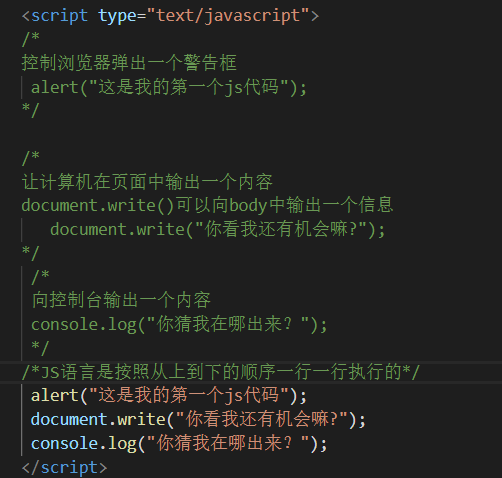 <script type="text/javascript">
/*
控制浏览器弹出一个警告框
alert("这是我的第一个js代码");
*/
/*
让计算机在页面中输出一个内容
document.write()可以向body中输出一个信息
document.write("你看我还有机会嘛?");
*/
/*
向控制台输出一个内容
console.log("你猜我在哪出来？");
*/
/*JS语言是按照从上到下的顺序一行一行执行的*/
alert("这是我的第一个js代码");
document.write("你看我还有机会嘛?");
console.log("你猜我在哪出来？");
</script>